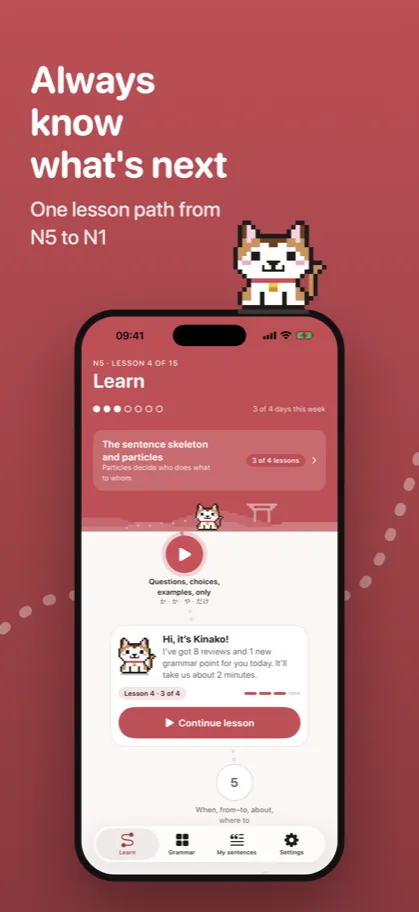 Always
know
what's next
One lesson path from
N5 to N1
09:41
N5 · LESSON 4 OF 15
Learn
3 of 4 days this week
The sentence skeleton
and particles
Particles decide who does what
to whom
3 of 4 lessons
Questions, choices,
examples, only
か · か や · だけ
Hi, it's Kinako!
I've got 8 reviews and 1 new
grammar point for you today. It'll
take us about 2 minutes.
Lesson 4 · 3 of 4
Continue lesson
5
When, from–to, about,
where to
Learn
Grammar
My sentences
Settings